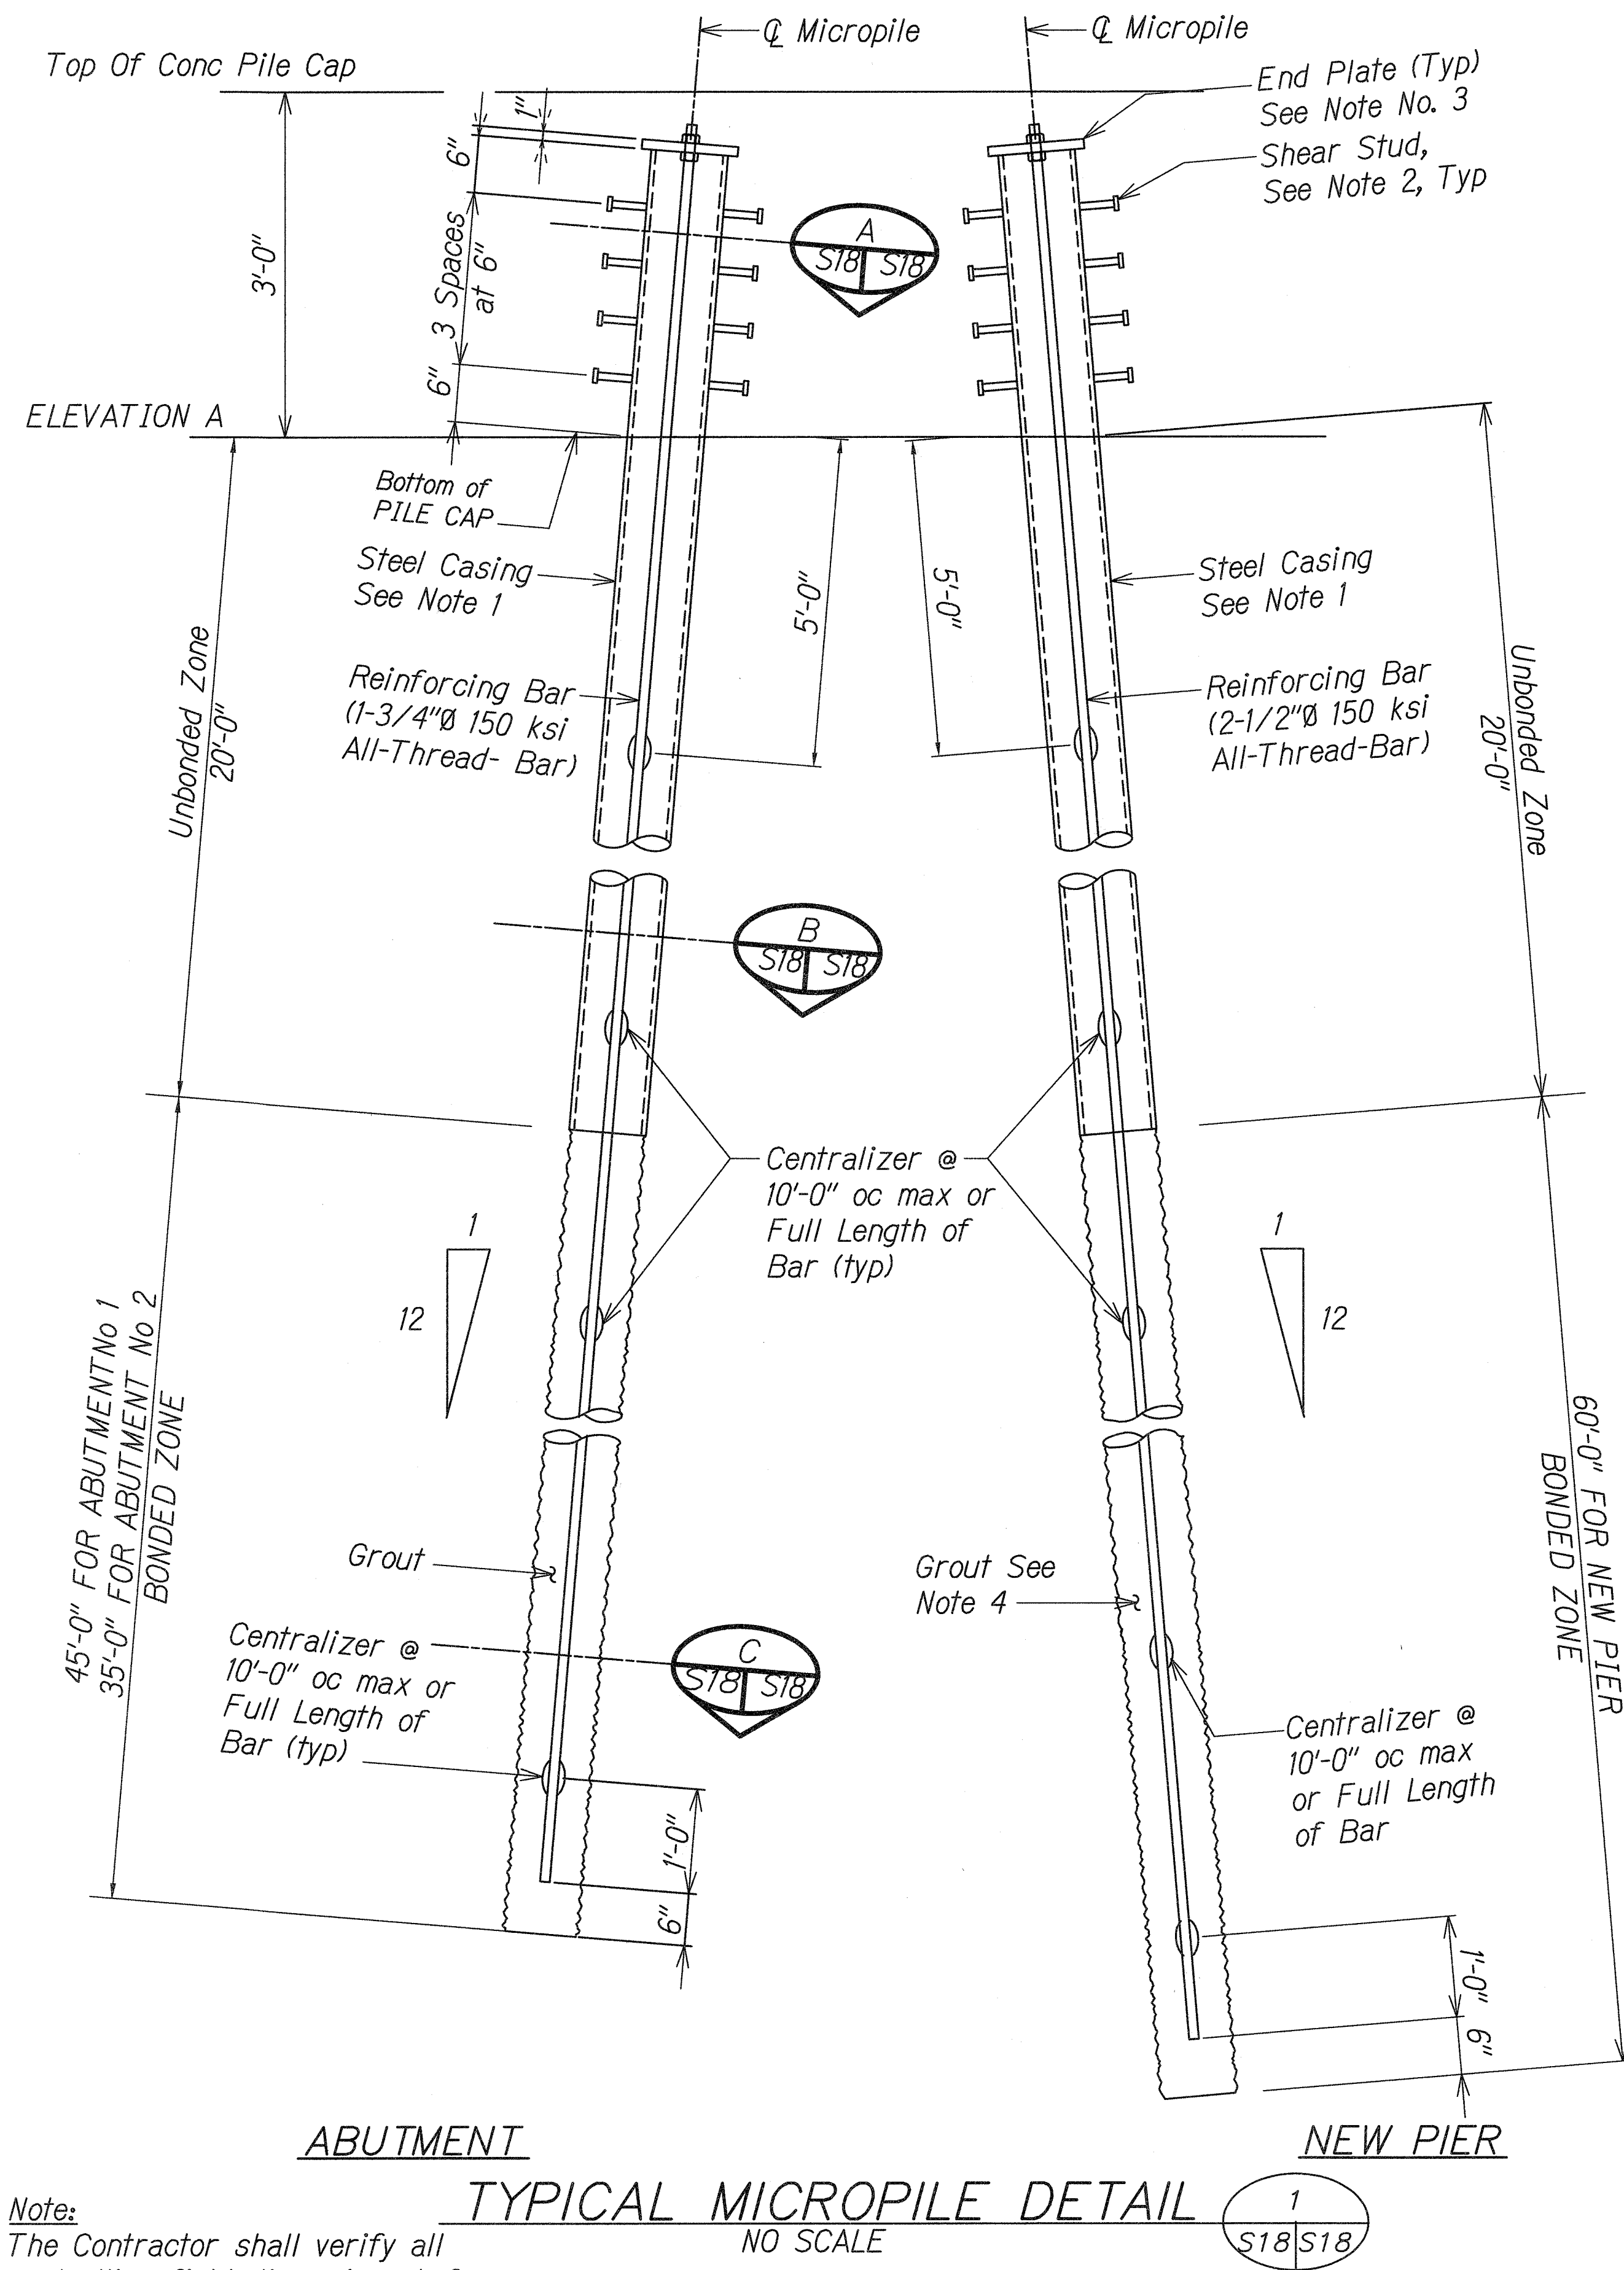 ℄ Micropile
℄ Micropile
Top Of Conc Pile Cap
End Plate (Typ)
See Note No. 3
Shear Stud,
See Note 2, Typ
1"
6"
3 Spaces
at 6"
6"
3'-0"
A
S18 S18
ELEVATION A
Bottom of
PILE CAP
Steel Casing
See Note 1
Steel Casing
See Note 1
5'-0"
5'-0"
Unbonded Zone
20'-0"
Unbonded Zone
20'-0"
Reinforcing Bar
(1-3/4"Ø 150 ksi
All-Thread- Bar)
Reinforcing Bar
(2-1/2"Ø 150 ksi
All-Thread-Bar)
B
S18 S18
Centralizer @
10'-0" oc max or
Full Length of
Bar (typ)
1
12
1
12
45'-0" FOR ABUTMENT No 1
35'-0" FOR ABUTMENT No 2
BONDED ZONE
60'-0" FOR NEW PIER
BONDED ZONE
Grout
Grout See
Note 4
Centralizer @
10'-0" oc max or
Full Length of
Bar (typ)
C
S18 S18
Centralizer @
10'-0" oc max
or Full Length
of Bar
1'-0"
6"
1'-0"
6"
ABUTMENT
NEW PIER
TYPICAL MICROPILE DETAIL
NO SCALE
1
S18 S18
Note:
The Contractor shall verify all